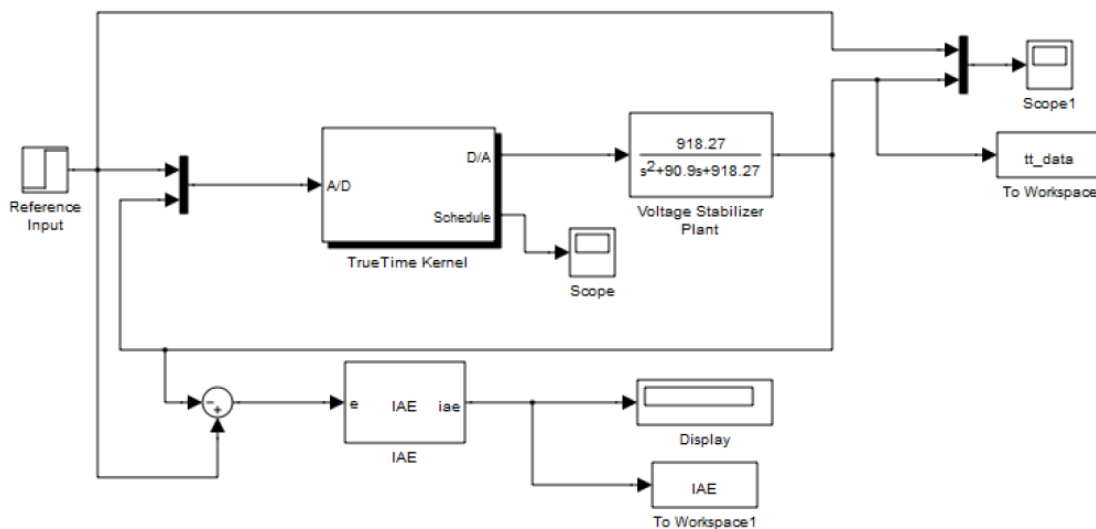 Scope1
tt_data
To Workspace
Reference
Input
A/D
D/A
Schedule
TrueTime Kernel
918.27
s²+90.9s+918.27
Voltage Stabilizer
Plant
Scope
-
+
e
IAE
iae
IAE
Display
IAE
To Workspace1